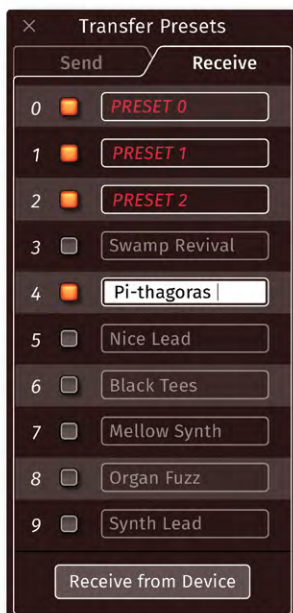 × Transfer Presets
Send Receive
0 PRESET 0
1 PRESET 1
2 PRESET 2
3 Swamp Revival
4 Pi-thagoras
5 Nice Lead
6 Black Tees
7 Mellow Synth
8 Organ Fuzz
9 Synth Lead
Receive from Device